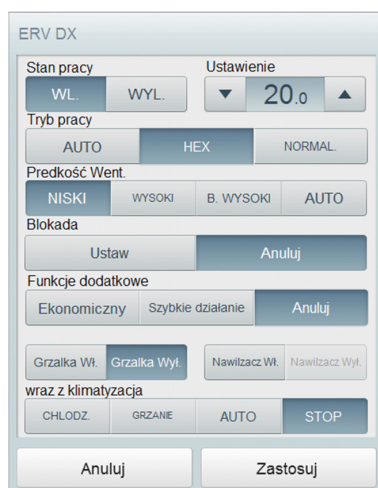 ERV DX
Stan pracy Ustawienie
WL. WYL. ▼ 20.0 ▲
Tryb pracy
AUTO HEX NORMAL.
Predkość Went.
NISKI WYSOKI B. WYSOKI AUTO
Blokada
Ustaw Anuluj
Funkcje dodatkowe
Ekonomiczny Szybkie działanie Anuluj
Grzalka Wł. Grzalka Wył. Nawilzacz Wł. Nawilzacz Wył.
wraz z klimatyzacja
CHLODZ. GRZANIE AUTO STOP
Anuluj Zastosuj